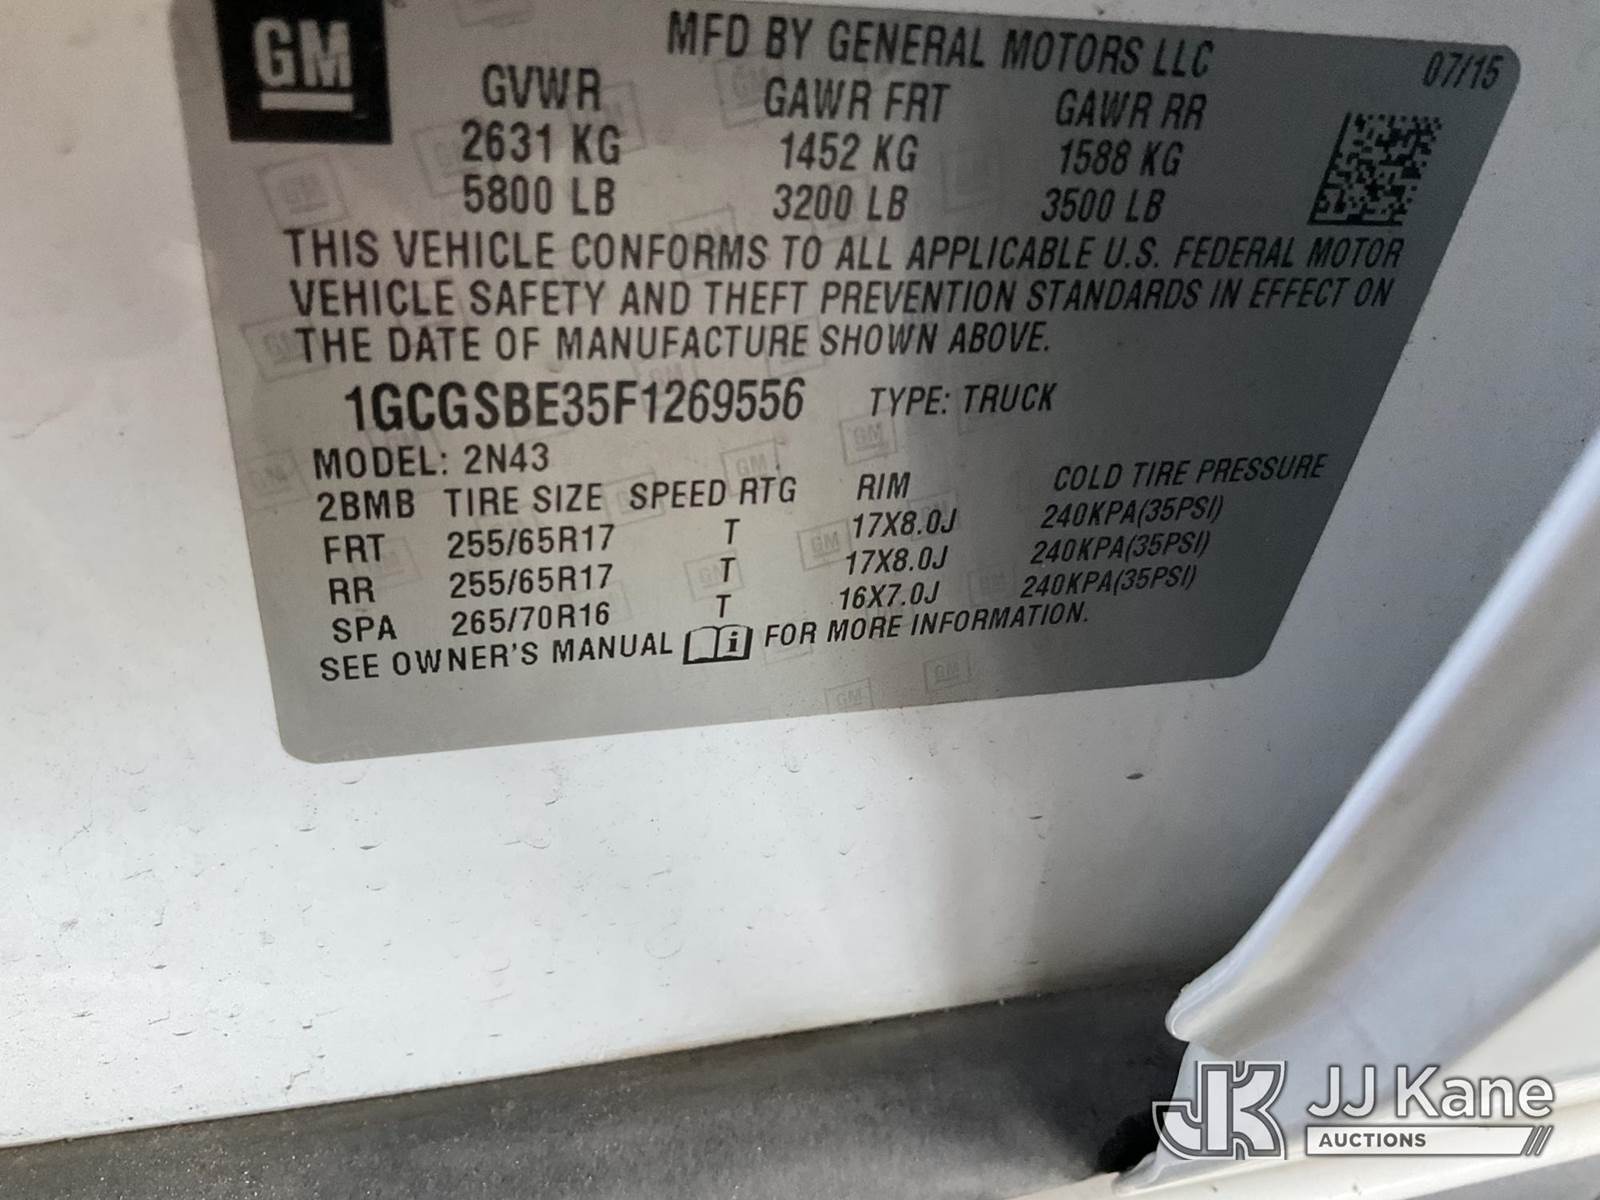 GM
MFD BY GENERAL MOTORS LLC
07/15
GVWR GAWR FRT GAWR RR
2631 KG 1452 KG 1588 KG
5800 LB 3200 LB 3500 LB
THIS VEHICLE CONFORMS TO ALL APPLICABLE U.S. FEDERAL MOTOR
VEHICLE SAFETY AND THEFT PREVENTION STANDARDS IN EFFECT ON
THE DATE OF MANUFACTURE SHOWN ABOVE.
1GCGSBE35F1269556 TYPE: TRUCK
MODEL: 2N43
2BMB TIRE SIZE SPEED RTG RIM COLD TIRE PRESSURE
FRT 255/65R17 T 17X8.0J 240KPA(35PSI)
RR 255/65R17 T 17X8.0J 240KPA(35PSI)
SPA 265/70R16 T 16X7.0J 240KPA(35PSI)
SEE OWNER'S MANUAL i FOR MORE INFORMATION.
JK JJ Kane
AUCTIONS